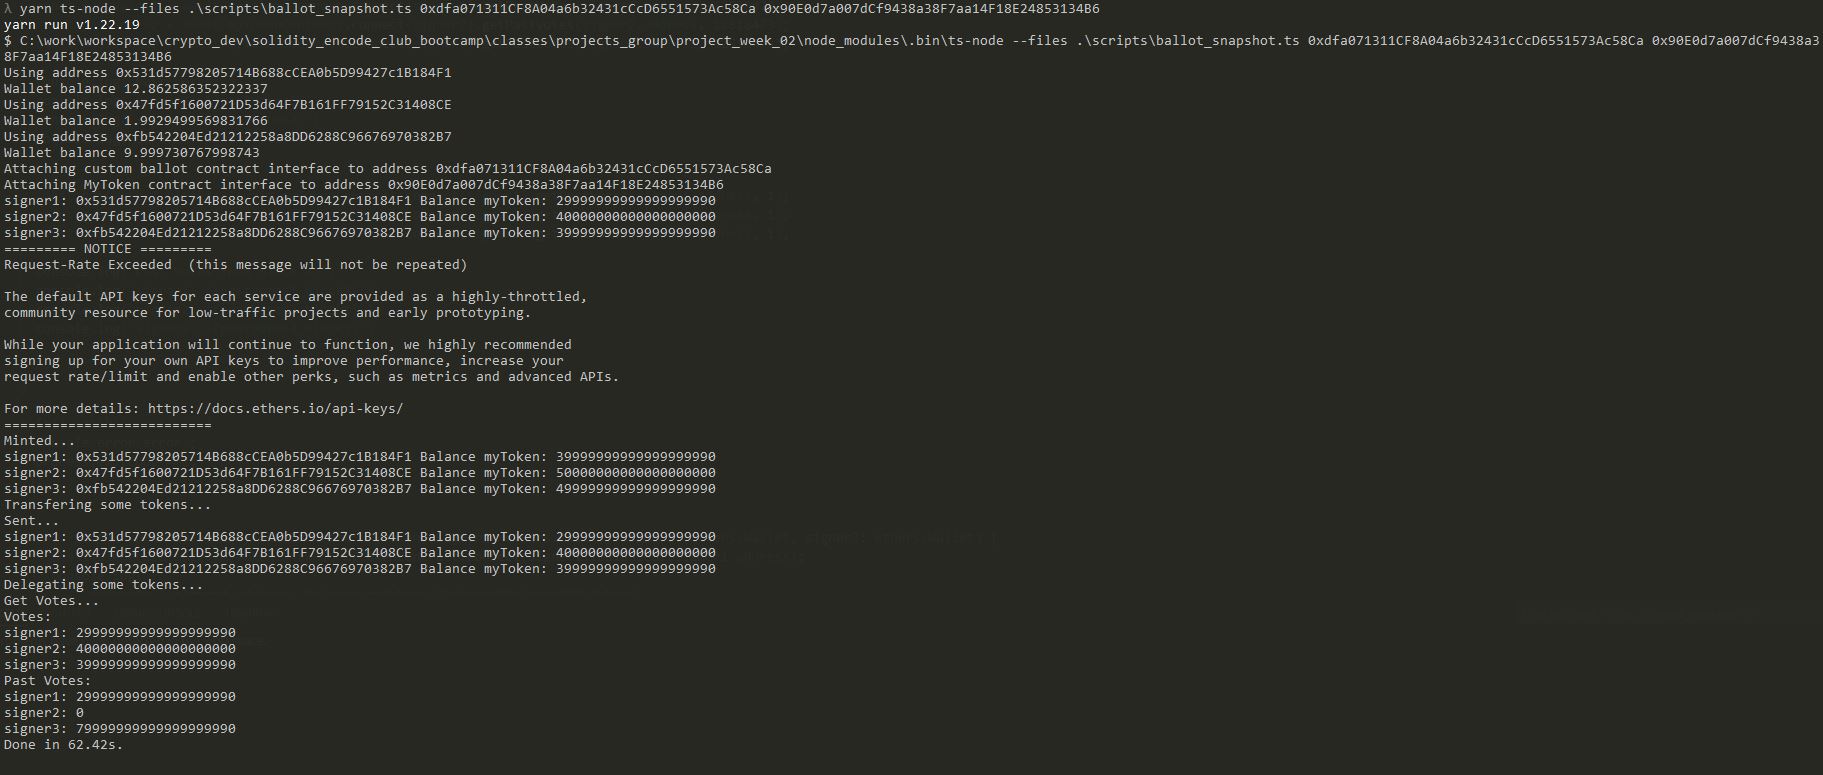 λ yarn ts-node --files .\scripts\ballot_snapshot.ts 0xdfa071311CF8A04a6b32431cCcD6551573Ac58Ca 0x90E0d7a007dCf9438a38F7aa14F18E24853134B6
yarn run v1.22.19
$ C:\work\workspace\crypto_dev\solidity_encode_club_bootcamp\classes\projects_group\project_week_02\node_modules\.bin\ts-node --files .\scripts\ballot_snapshot.ts 0xdfa071311CF8A04a6b32431cCcD6551573Ac58Ca 0x90E0d7a007dCf9438a3
8F7aa14F18E24853134B6
Using address 0x531d57798205714B688cCEA0b5D99427c1B184F1
Wallet balance 12.862586352322337
Using address 0x47fd5f1600721D53d64F7B161FF79152C31408CE
Wallet balance 1.9929499569831766
Using address 0xfb542204Ed21212258a8DD6288C96676970382B7
Wallet balance 9.999730767998743
Attaching custom ballot contract interface to address 0xdfa071311CF8A04a6b32431cCcD6551573Ac58Ca
Attaching MyToken contract interface to address 0x90E0d7a007dCf9438a38F7aa14F18E24853134B6
signer1: 0x531d57798205714B688cCEA0b5D99427c1B184F1 Balance myToken: 29999999999999999990
signer2: 0x47fd5f1600721D53d64F7B161FF79152C31408CE Balance myToken: 40000000000000000000
signer3: 0xfb542204Ed21212258a8DD6288C96676970382B7 Balance myToken: 39999999999999999990
========= NOTICE =========
Request-Rate Exceeded  (this message will not be repeated)
The default API keys for each service are provided as a highly-throttled,
community resource for low-traffic projects and early prototyping.
While your application will continue to function, we highly recommended
signing up for your own API keys to improve performance, increase your
request rate/limit and enable other perks, such as metrics and advanced APIs.
For more details: https://docs.ethers.io/api-keys/
==========================
Minted...
signer1: 0x531d57798205714B688cCEA0b5D99427c1B184F1 Balance myToken: 39999999999999999990
signer2: 0x47fd5f1600721D53d64F7B161FF79152C31408CE Balance myToken: 50000000000000000000
signer3: 0xfb542204Ed21212258a8DD6288C96676970382B7 Balance myToken: 49999999999999999990
Transfering some tokens...
Sent...
signer1: 0x531d57798205714B688cCEA0b5D99427c1B184F1 Balance myToken: 29999999999999999990
signer2: 0x47fd5f1600721D53d64F7B161FF79152C31408CE Balance myToken: 40000000000000000000
signer3: 0xfb542204Ed21212258a8DD6288C96676970382B7 Balance myToken: 39999999999999999990
Delegating some tokens...
Get Votes...
Votes:
signer1: 29999999999999999990
signer2: 40000000000000000000
signer3: 39999999999999999990
Past Votes:
signer1: 29999999999999999990
signer2: 0
signer3: 79999999999999999990
Done in 62.42s.